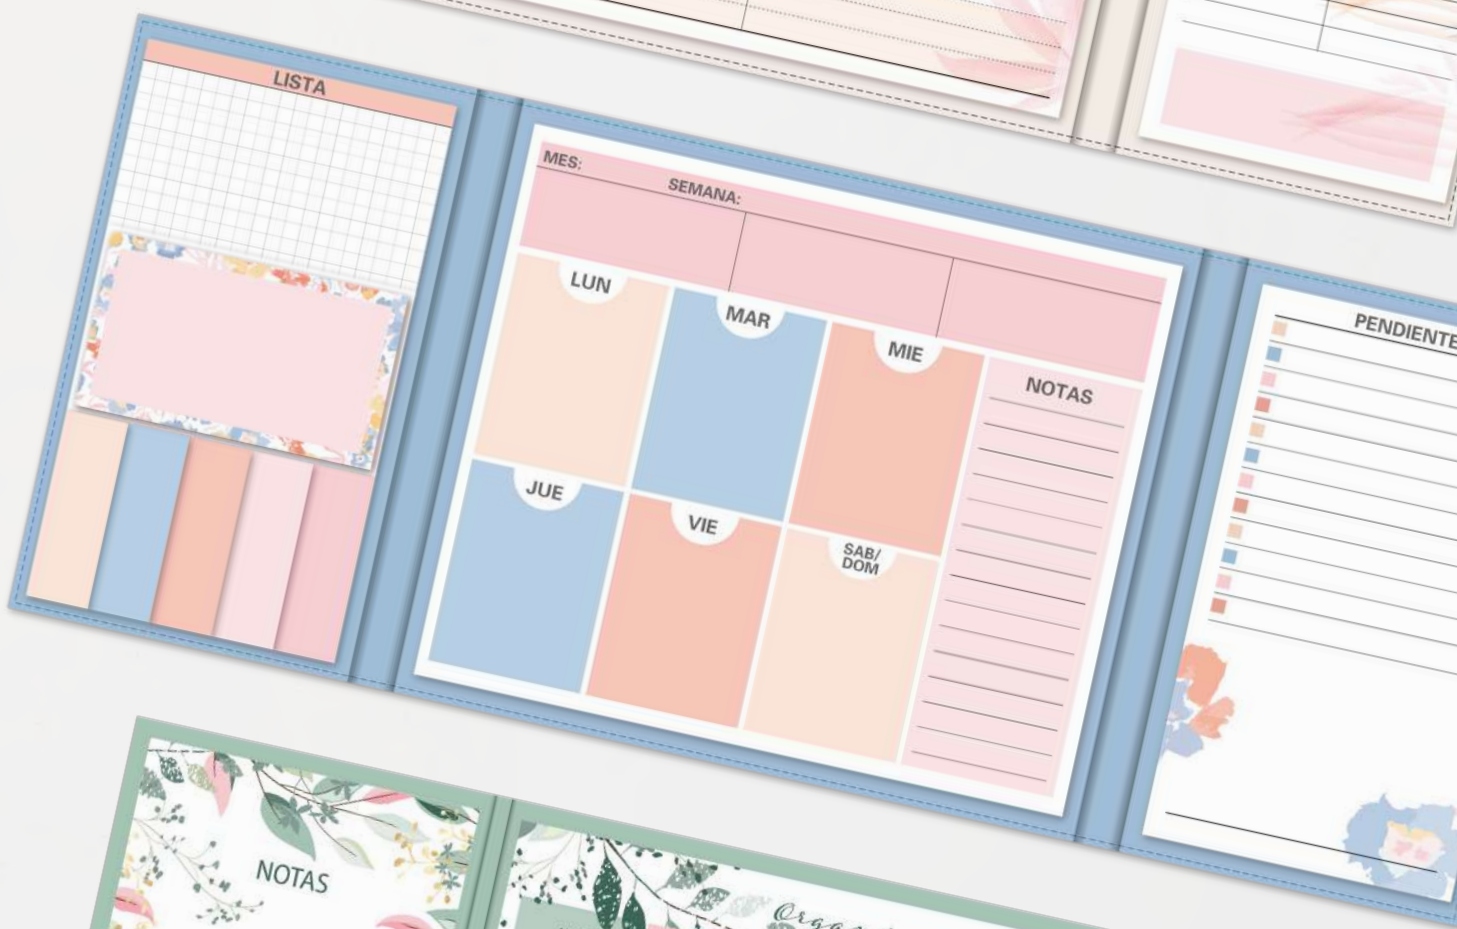 LISTA
MES:
SEMANA:
LUN
MAR
MIE
NOTAS
JUE
VIE
SAB/
DOM
PENDIENTE
NOTAS